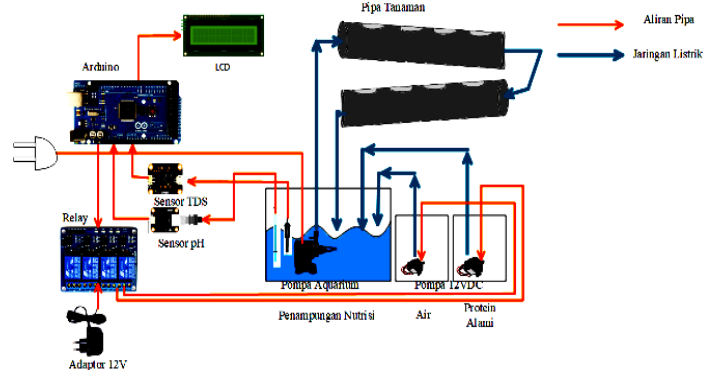 Pipa Tanaman
Aliran Pipa
Jaringan Listrik
LCD
Arduino
Sensor TDS
Sensor pH
Relay
Pompa Aquarium
Pompa 12VDC
Penampungan Nutrisi
Air
Protein
Alami
Adaptor 12V